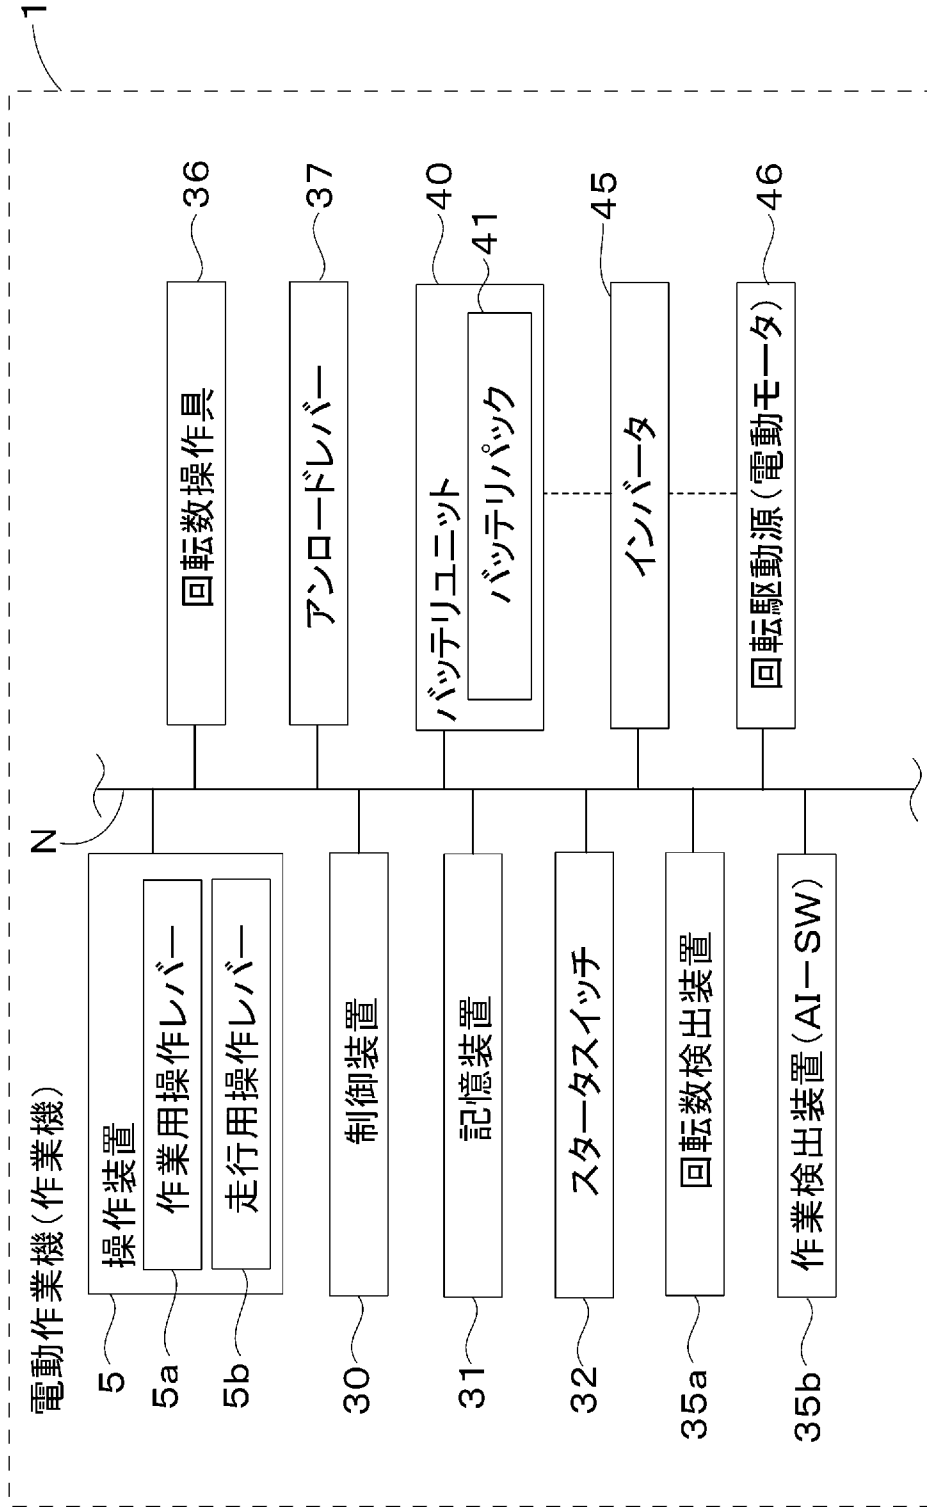 1
電動作業機(作業機)
N
操作装置
5
作業用操作レバー
5a
走行用操作レバー
5b
制御装置
30
記憶装置
31
スタータスイッチ
32
回転数検出装置
35a
作業検出装置(AI－SW)
35b
回転数操作具
36
アンロードレバー
37
バッテリユニット
40
バッテリパック
41
インバータ
45
回転駆動源(電動モータ)
46